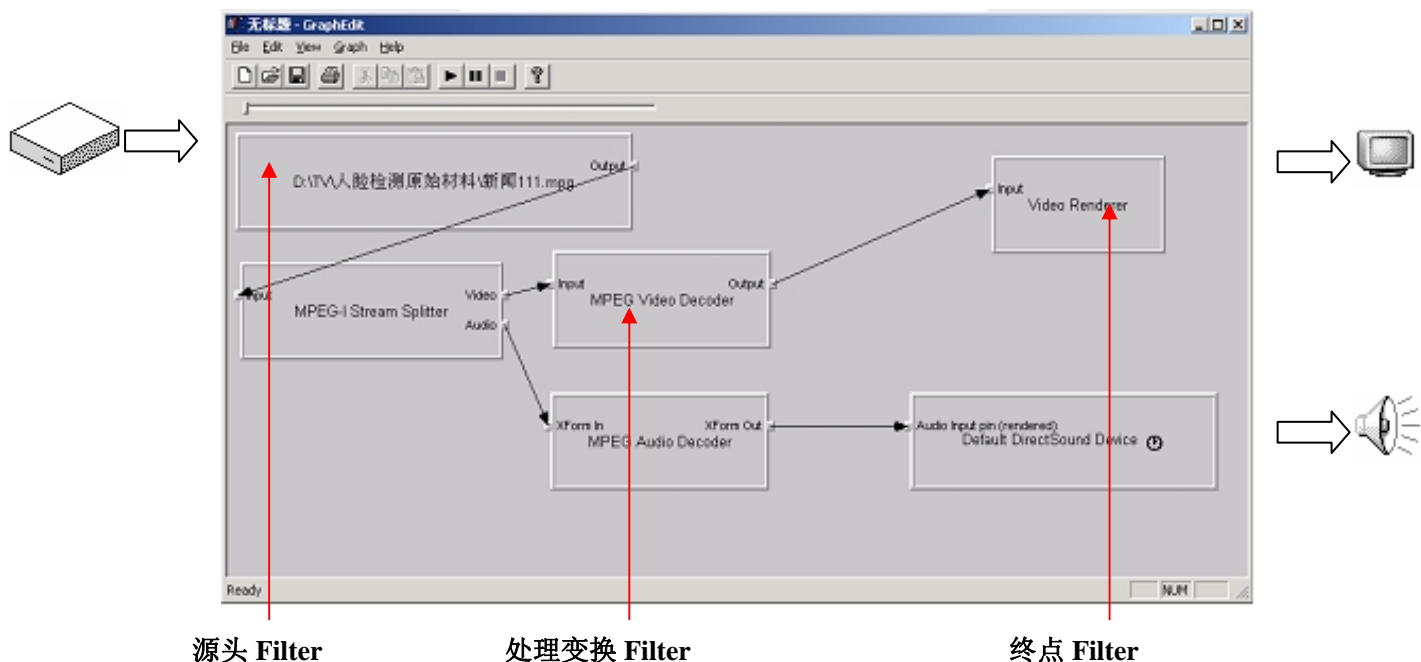 无标题 - GraphEdit
File Edit View Graph Help
Output
D:\TV\人脸检测原始材料\新闻111.mpg
Input
Video Renderer
Input
Video
MPEG-I Stream Splitter
Audio
Input
Output
MPEG Video Decoder
XForm In
XForm Out
MPEG Audio Decoder
Audio Input pin (rendered)
Default DirectSound Device
Ready
NUM
源头 Filter
处理变换 Filter
终点 Filter